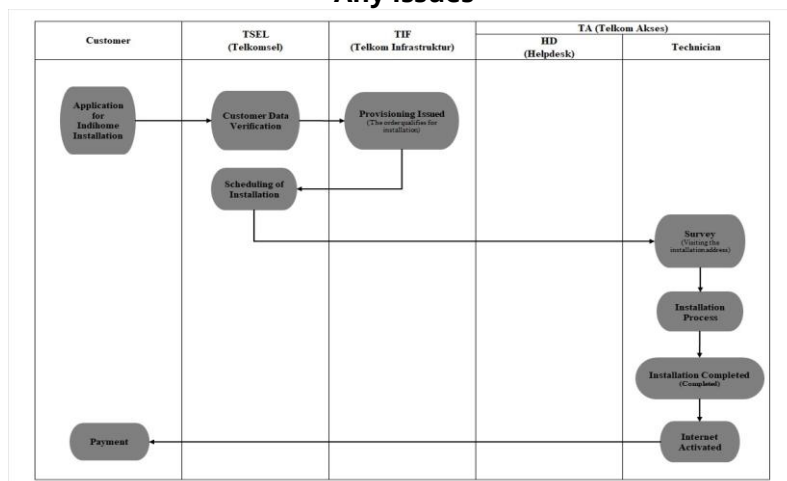 Any Issues
Customer
TSEL
(Telkomsel)
TIF
(Telkom Infrastruktur)
TA (Telkom Akses)
HD
(Helpdesk)
Technician
Application
for
Indihome
Installation
Customer Data
Verification
Provisioning Issued
(The order qualifies for
installation)
Scheduling of
Installation
Survey
(Visiting the
installation address)
Installation
Process
Installation Completed
(Completed)
Internet
Activated
Payment